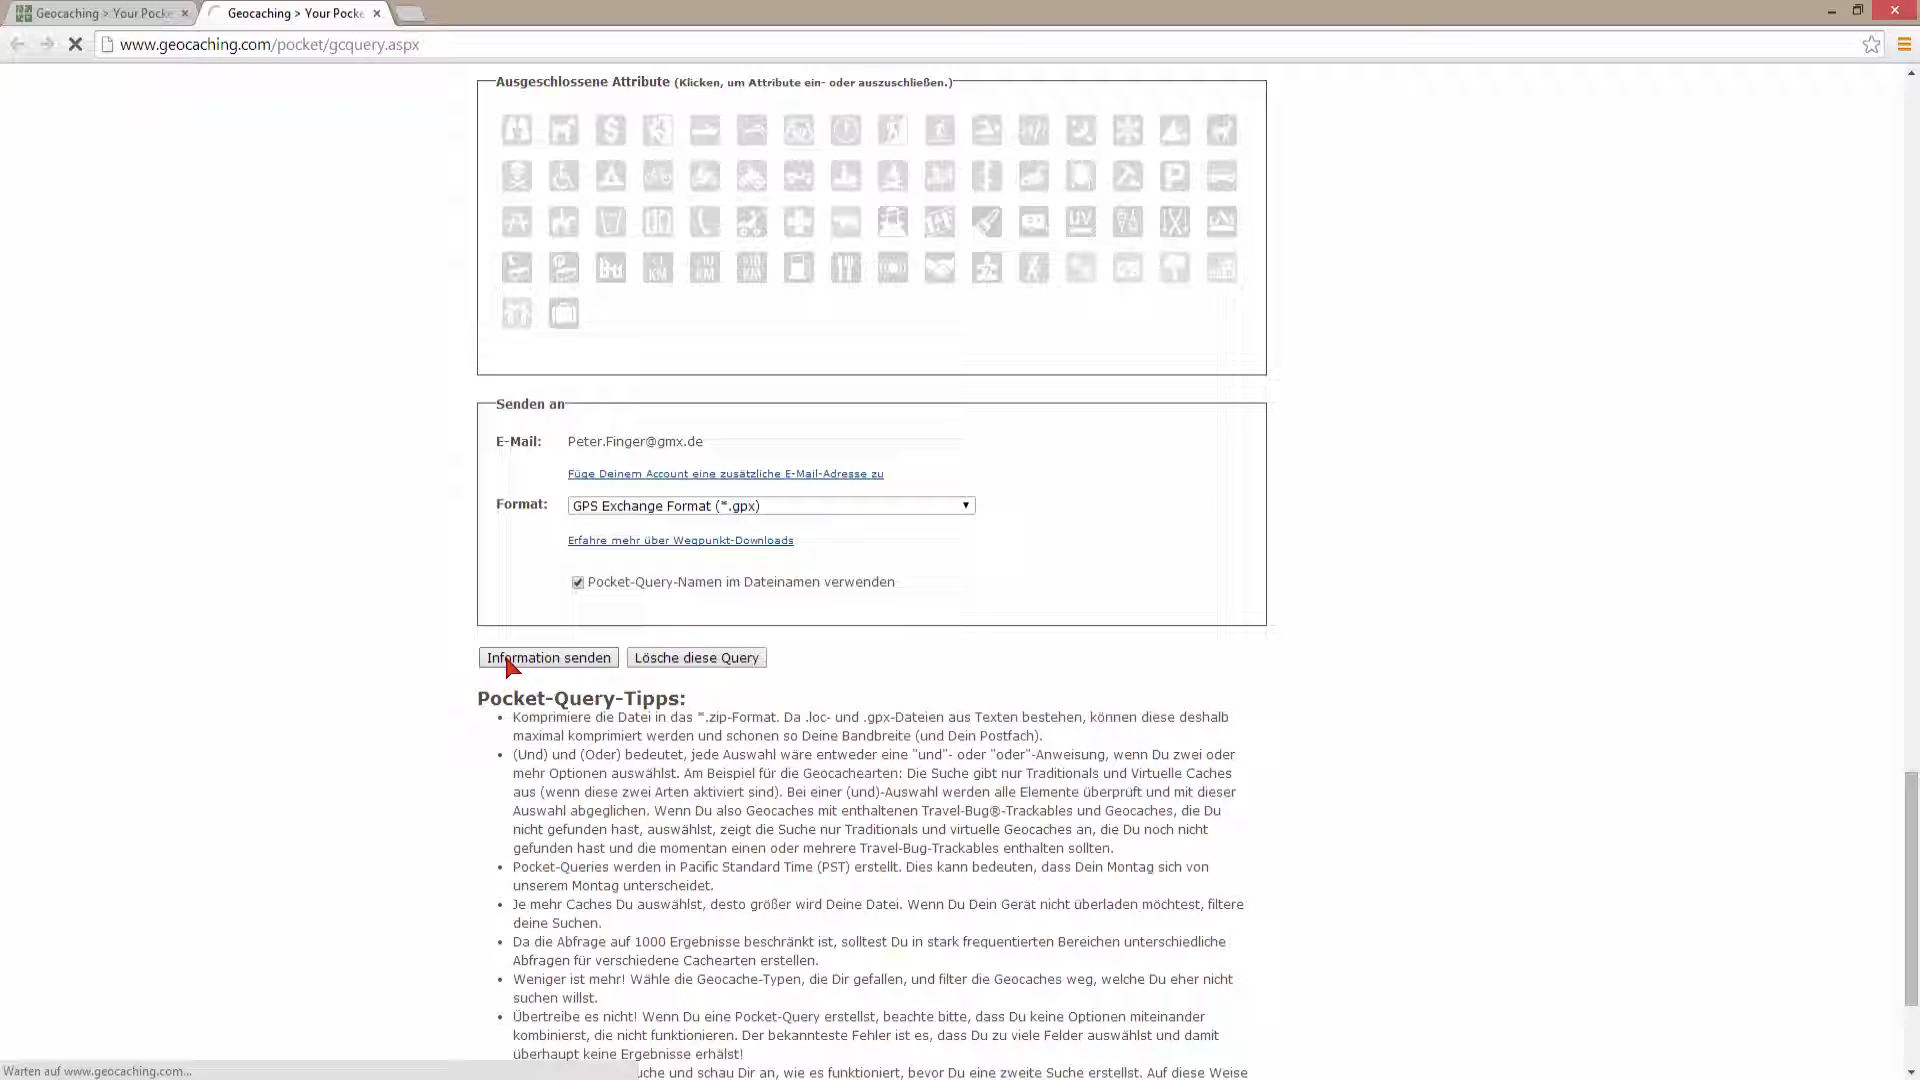 Geocaching > Your Pocke
Geocaching > Your Pocke
www.geocaching.com/pocket/gcquery.aspx
Ausgeschlossene Attribute (Klicken, um Attribute ein- oder auszuschließen.)
Senden an
E-Mail: Peter.Finger@gmx.de
Füge Deinem Account eine zusätzliche E-Mail-Adresse zu
Format: GPS Exchange Format (*.gpx)
Erfahre mehr über Wegpunkt-Downloads
Pocket-Query-Namen im Dateinamen verwenden
Information senden Lösche diese Query
Pocket-Query-Tipps:
• Komprimiere die Datei in das *.zip-Format. Da .loc- und .gpx-Dateien aus Texten bestehen, können diese deshalb
maximal komprimiert werden und schonen so Deine Bandbreite (und Dein Postfach).
• (Und) und (Oder) bedeutet, jede Auswahl wäre entweder eine "und"- oder "oder"-Anweisung, wenn Du zwei oder
mehr Optionen auswählst. Am Beispiel für die Geocachearten: Die Suche gibt nur Traditionals und Virtuelle Caches
aus (wenn diese zwei Arten aktiviert sind). Bei einer (und)-Auswahl werden alle Elemente überprüft und mit dieser
Auswahl abgeglichen. Wenn Du also Geocaches mit enthaltenen Travel-Bug®-Trackables und Geocaches, die Du
nicht gefunden hast, auswählst, zeigt die Suche nur Traditionals und virtuelle Geocaches an, die Du noch nicht
gefunden hast und die momentan einen oder mehrere Travel-Bug-Trackables enthalten sollten.
• Pocket-Queries werden in Pacific Standard Time (PST) erstellt. Dies kann bedeuten, dass Dein Montag sich von
unserem Montag unterscheidet.
• Je mehr Caches Du auswählst, desto größer wird Deine Datei. Wenn Du Dein Gerät nicht überladen möchtest, filtere
deine Suchen.
• Da die Abfrage auf 1000 Ergebnisse beschränkt ist, solltest Du in stark frequentierten Bereichen unterschiedliche
Abfragen für verschiedene Cachearten erstellen.
• Weniger ist mehr! Wähle die Geocache-Typen, die Dir gefallen, und filter die Geocaches weg, welche Du eher nicht
suchen willst.
• Übertreibe es nicht! Wenn Du eine Pocket-Query erstellst, beachte bitte, dass Du keine Optionen miteinander
kombinierst, die nicht funktionieren. Der bekannteste Fehler ist es, dass Du zu viele Felder auswählst und damit
überhaupt keine Ergebnisse erhälst!
uche und schau Dir an, wie es funktioniert, bevor Du eine zweite Suche erstellst. Auf diese Weise
Warten auf www.geocaching.com...